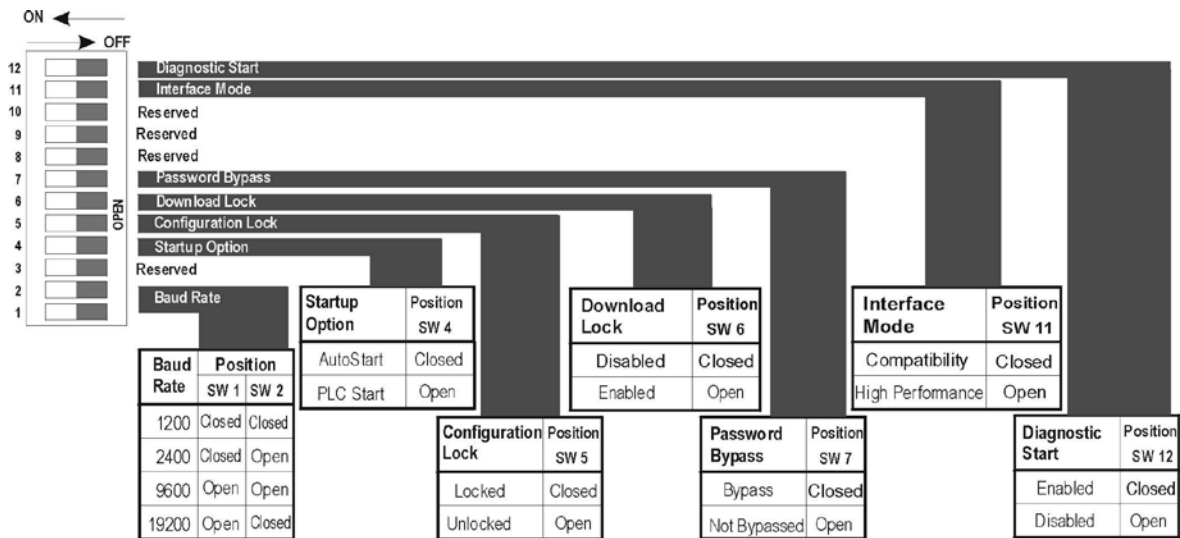 ON
OFF
12 Diagnostic Start
11 Interface Mode
10 Reserved
9 Reserved
8 Reserved
7 Password Bypass
6 Download Lock
5 Configuration Lock
4 Startup Option
3 Reserved
2 Baud Rate
1
OPEN
Baud Rate Position
SW 1 SW 2
1200 Closed Closed
2400 Closed Open
9600 Open Open
19200 Open Closed
Startup Option Position SW 4
AutoStart Closed
PLC Start Open
Configuration Lock Position SW 5
Locked Closed
Unlocked Open
Download Lock Position SW 6
Disabled Closed
Enabled Open
Password Bypass Position SW 7
Bypass Closed
Not Bypassed Open
Interface Mode Position SW 11
Compatibility Closed
High Performance Open
Diagnostic Start Position SW 12
Enabled Closed
Disabled Open